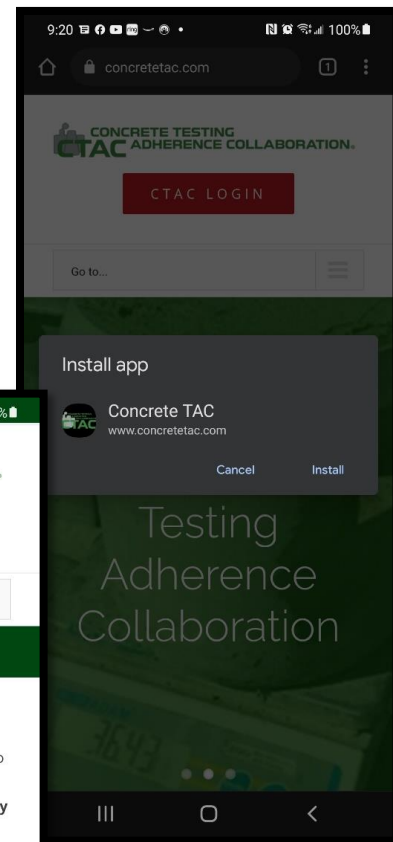 9:20
100%
concretetac.com
1
CONCRETE TESTING
CTAC ADHERENCE COLLABORATION.
CTAC LOGIN
Go to...
Install app
Concrete TAC
www.concretetac.com
Cancel
Install
Testing
Adherence
Collaboration
3643
%